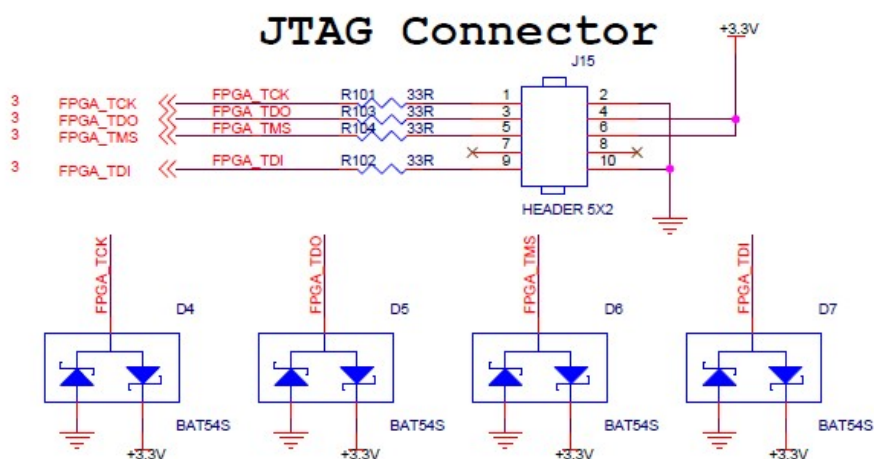 JTAG Connector
+3.3V
J15
3 FPGA_TCK FPGA_TCK R101 33R 1 2
3 FPGA_TDO FPGA_TDO R103 33R 3 4
3 FPGA_TMS FPGA_TMS R104 33R 5 6
7 8
3 FPGA_TDI FPGA_TDI R102 33R 9 10
HEADER 5X2
FPGA_TCK FPGA_TDO FPGA_TMS FPGA_TDI
D4 D5 D6 D7
BAT54S BAT54S BAT54S BAT54S
+3.3V +3.3V +3.3V +3.3V